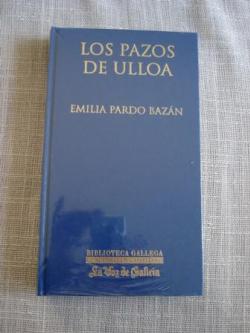 LOS PAZOS
DE ULLOA
EMILIA PARDO BAZÁN
BIBLIOTECA GALLEGA
La Voz de Galicia